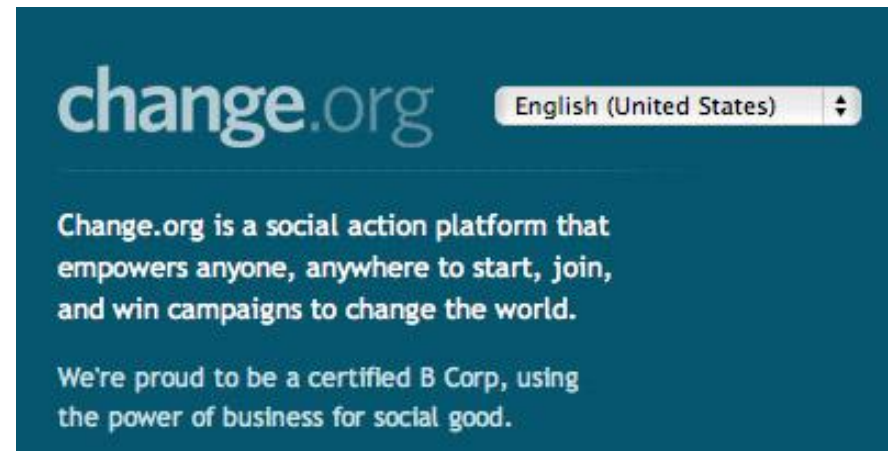 change.org
English (United States)
Change.org is a social action platform that
empowers anyone, anywhere to start, join,
and win campaigns to change the world.
We're proud to be a certified B Corp, using
the power of business for social good.